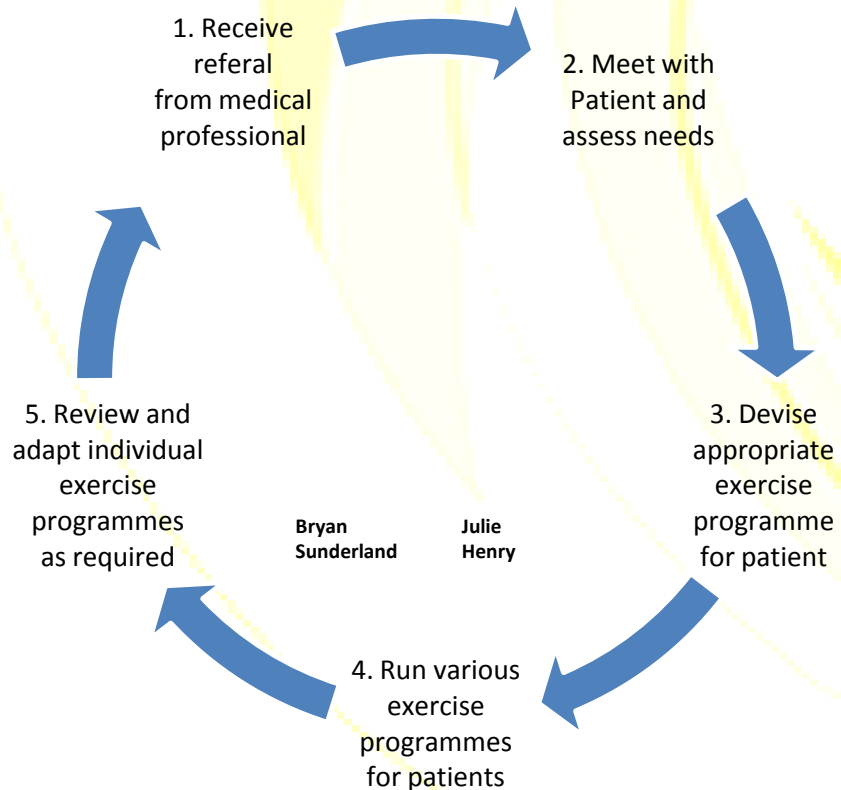 1. Receive
referal
from medical
professional
2. Meet with
Patient and
assess needs
3. Devise
appropriate
exercise
programme
for patient
4. Run various
exercise
programmes
for patients
5. Review and
adapt individual
exercise
programmes
as required
Bryan
Sunderland
Julie
Henry